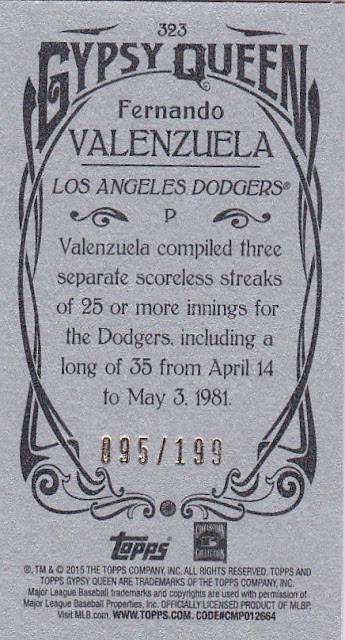 323
GYPSY QUEEN
Fernando
VALENZUELA
LOS ANGELES DODGERS®
P
Valenzuela compiled three
separate scoreless streaks
of 25 or more innings for
the Dodgers, including a
long of 35 from April 14
to May 3, 1981.
095/199
topps
COOPERSTOWN
COLLECTION
®, TM & © 2015 THE TOPPS COMPANY, INC. ALL RIGHTS RESERVED. TOPPS AND
TOPPS GYPSY QUEEN ARE TRADEMARKS OF THE TOPPS COMPANY, INC.
Major League Baseball trademarks and copyrights are used with permission of
Major League Baseball Properties, Inc. OFFICIALLY LICENSED PRODUCT OF MLBP.
Visit MLB.com. WWW.TOPPS.COM. CODE#CMP012664